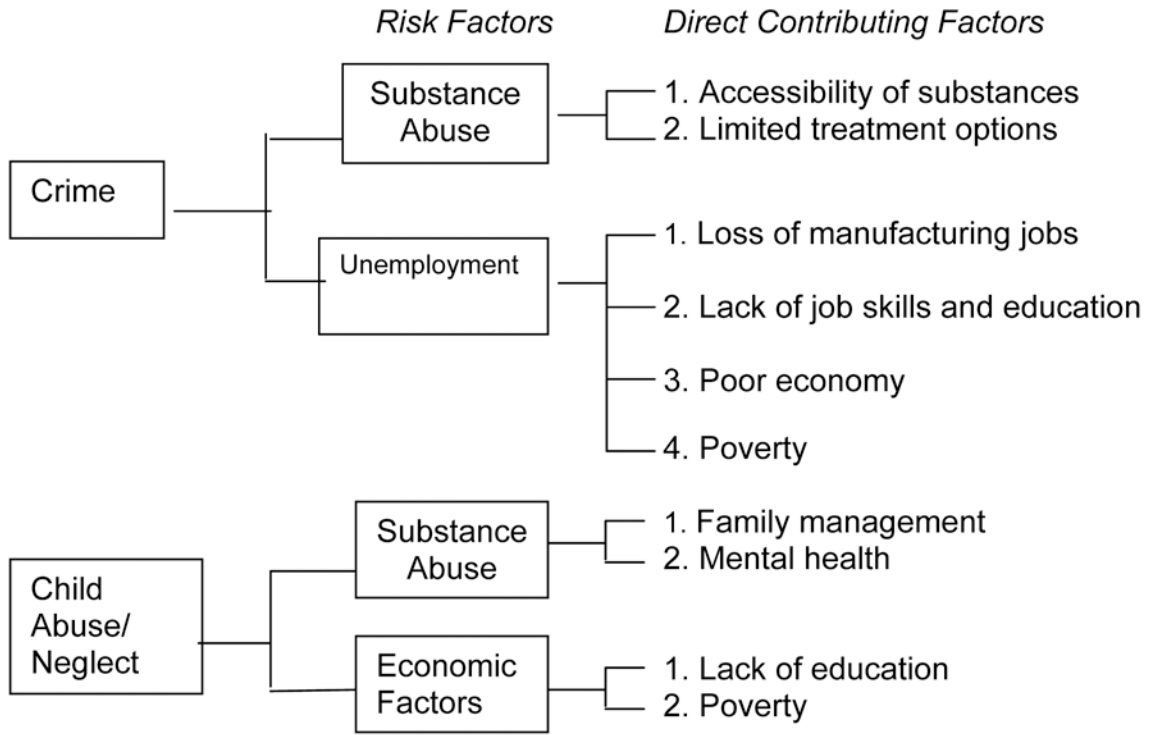 Risk Factors
Direct Contributing Factors
Crime
Substance
Abuse
1. Accessibility of substances
2. Limited treatment options
Unemployment
1. Loss of manufacturing jobs
2. Lack of job skills and education
3. Poor economy
4. Poverty
Child
Abuse/
Neglect
Substance
Abuse
1. Family management
2. Mental health
Economic
Factors
1. Lack of education
2. Poverty